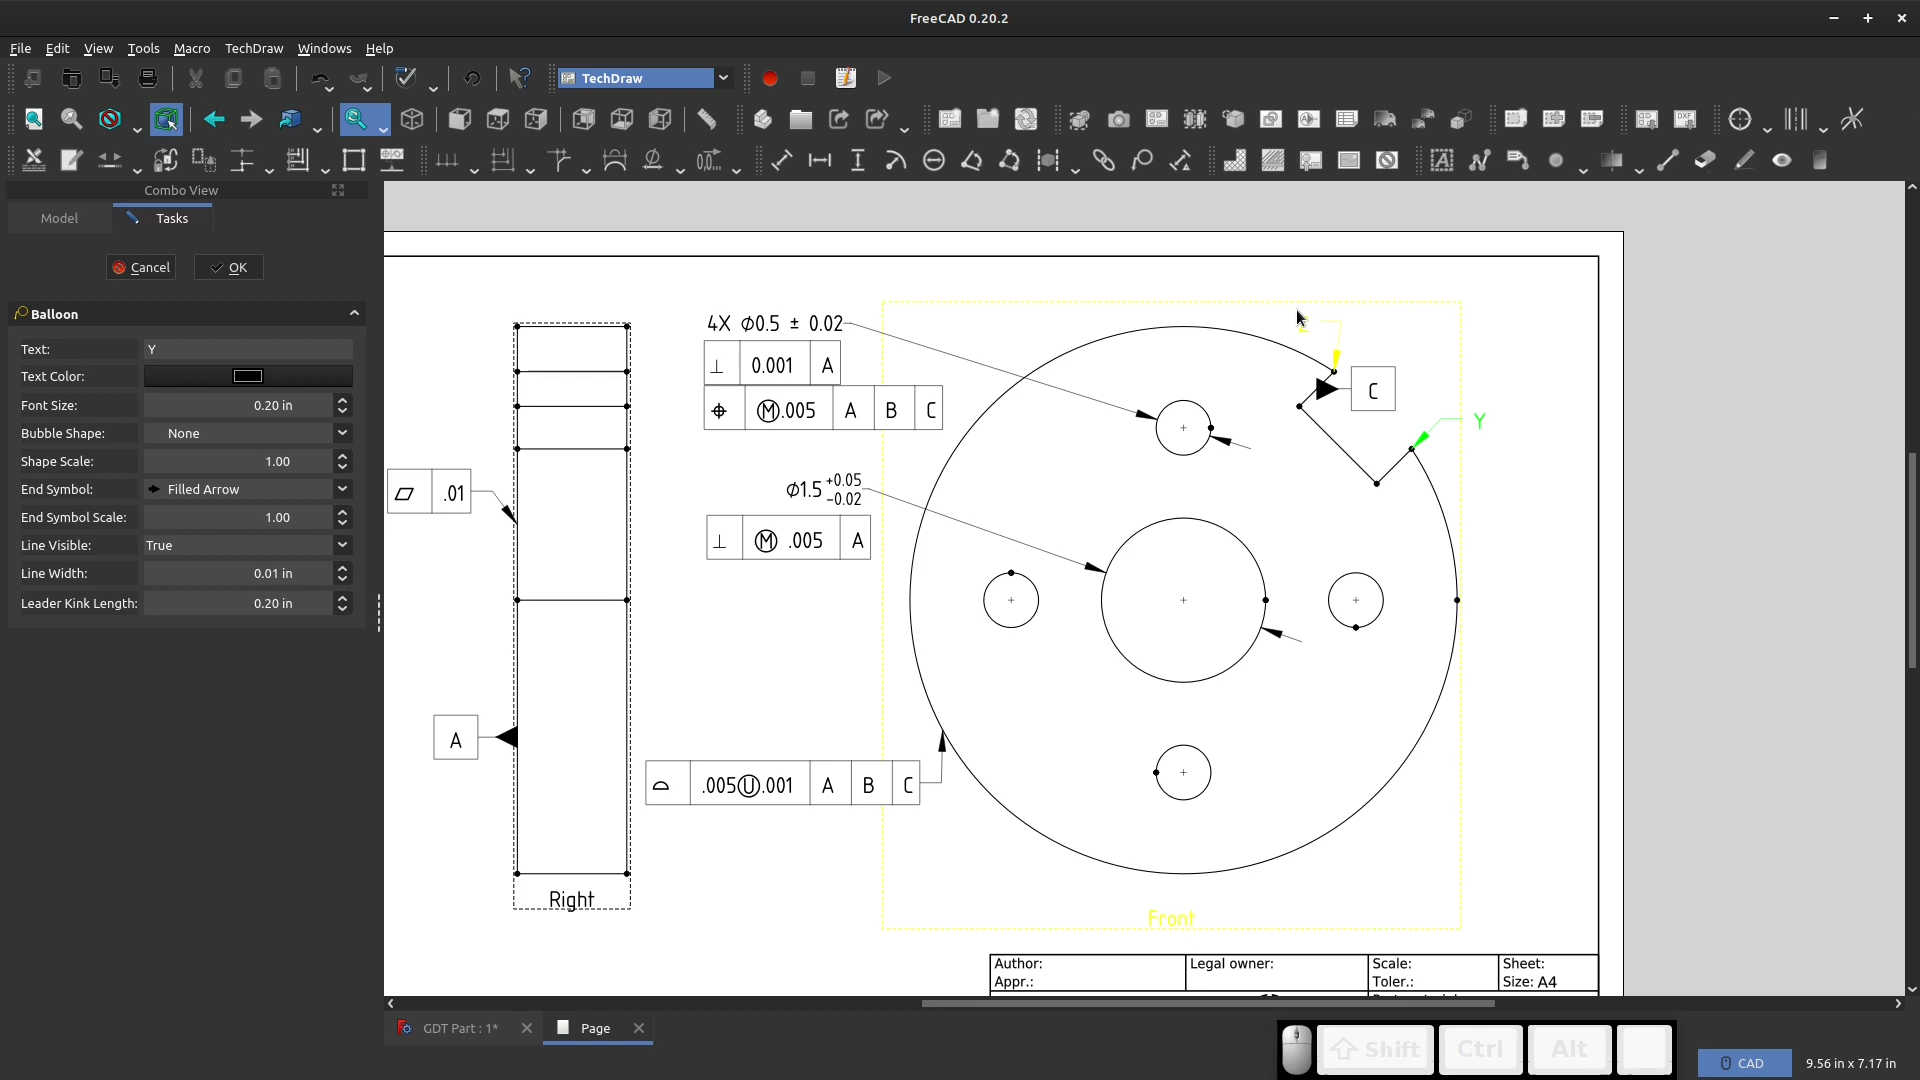 FreeCAD 0.20.2
File Edit View Tools Macro TechDraw Windows Help
TechDraw
Combo View
Model Tasks
Cancel OK
Balloon
Text: Y
Text Color:
Font Size: 0.20 in
Bubble Shape: None
Shape Scale: 1.00
End Symbol: Filled Arrow
End Symbol Scale: 1.00
Line Visible: True
Line Width: 0.01 in
Leader Kink Length: 0.20 in
4X ∅0.5 ± 0.02
⊥ 0.001 A
⌖ Ⓜ.005 A B C
C
Y
∅1.5 +0.05
-0.02
⏥ .01
⊥ Ⓜ .005 A
A
⌓ .005Ⓤ.001 A B C
Right
Front
Author: Legal owner: Scale: Sheet:
Appr.: Toler.: Size: A4
GDT Part : 1* Page
Shift Ctrl Alt
CAD 9.56 in x 7.17 in